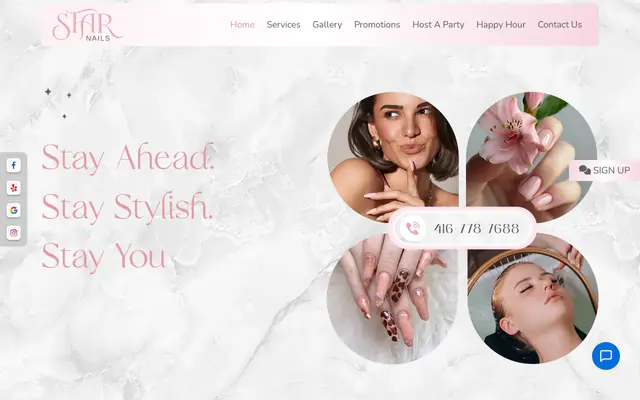 STAR
NAILS
Home Services Gallery Promotions Host A Party Happy Hour Contact Us
Stay Ahead.
Stay Stylish.
Stay You
SIGN UP
416 778 7688